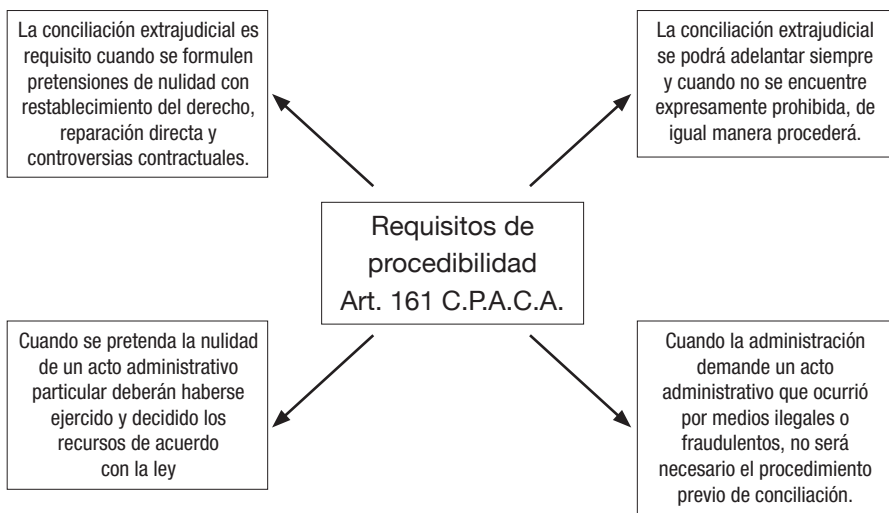 La conciliación extrajudicial es
requisito cuando se formulen
pretensiones de nulidad con
restablecimiento del derecho,
reparación directa y
controversias contractuales.
La conciliación extrajudicial
se podrá adelantar siempre
y cuando no se encuentre
expresamente prohibida, de
igual manera procederá.
Requisitos de
procedibilidad
Art. 161 C.P.A.C.A.
Cuando se pretenda la nulidad
de un acto administrativo
particular deberán haberse
ejercido y decidido los
recursos de acuerdo
con la ley
Cuando la administración
demande un acto
administrativo que ocurrió
por medios ilegales o
fraudulentos, no será
necesario el procedimiento
previo de conciliación.